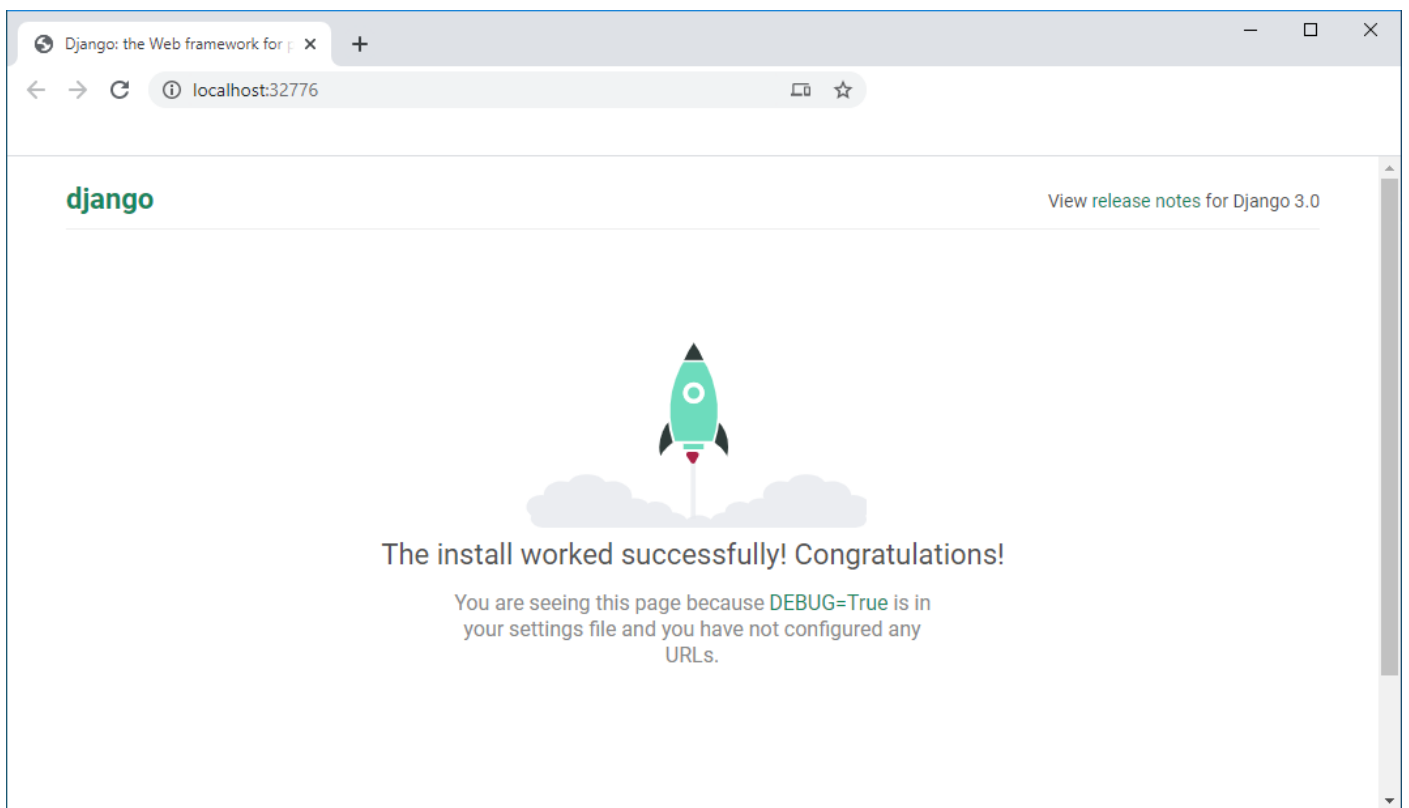 Django: the Web framework for p
localhost:32776
django
View release notes for Django 3.0
The install worked successfully! Congratulations!
You are seeing this page because DEBUG=True is in
your settings file and you have not configured any
URLs.